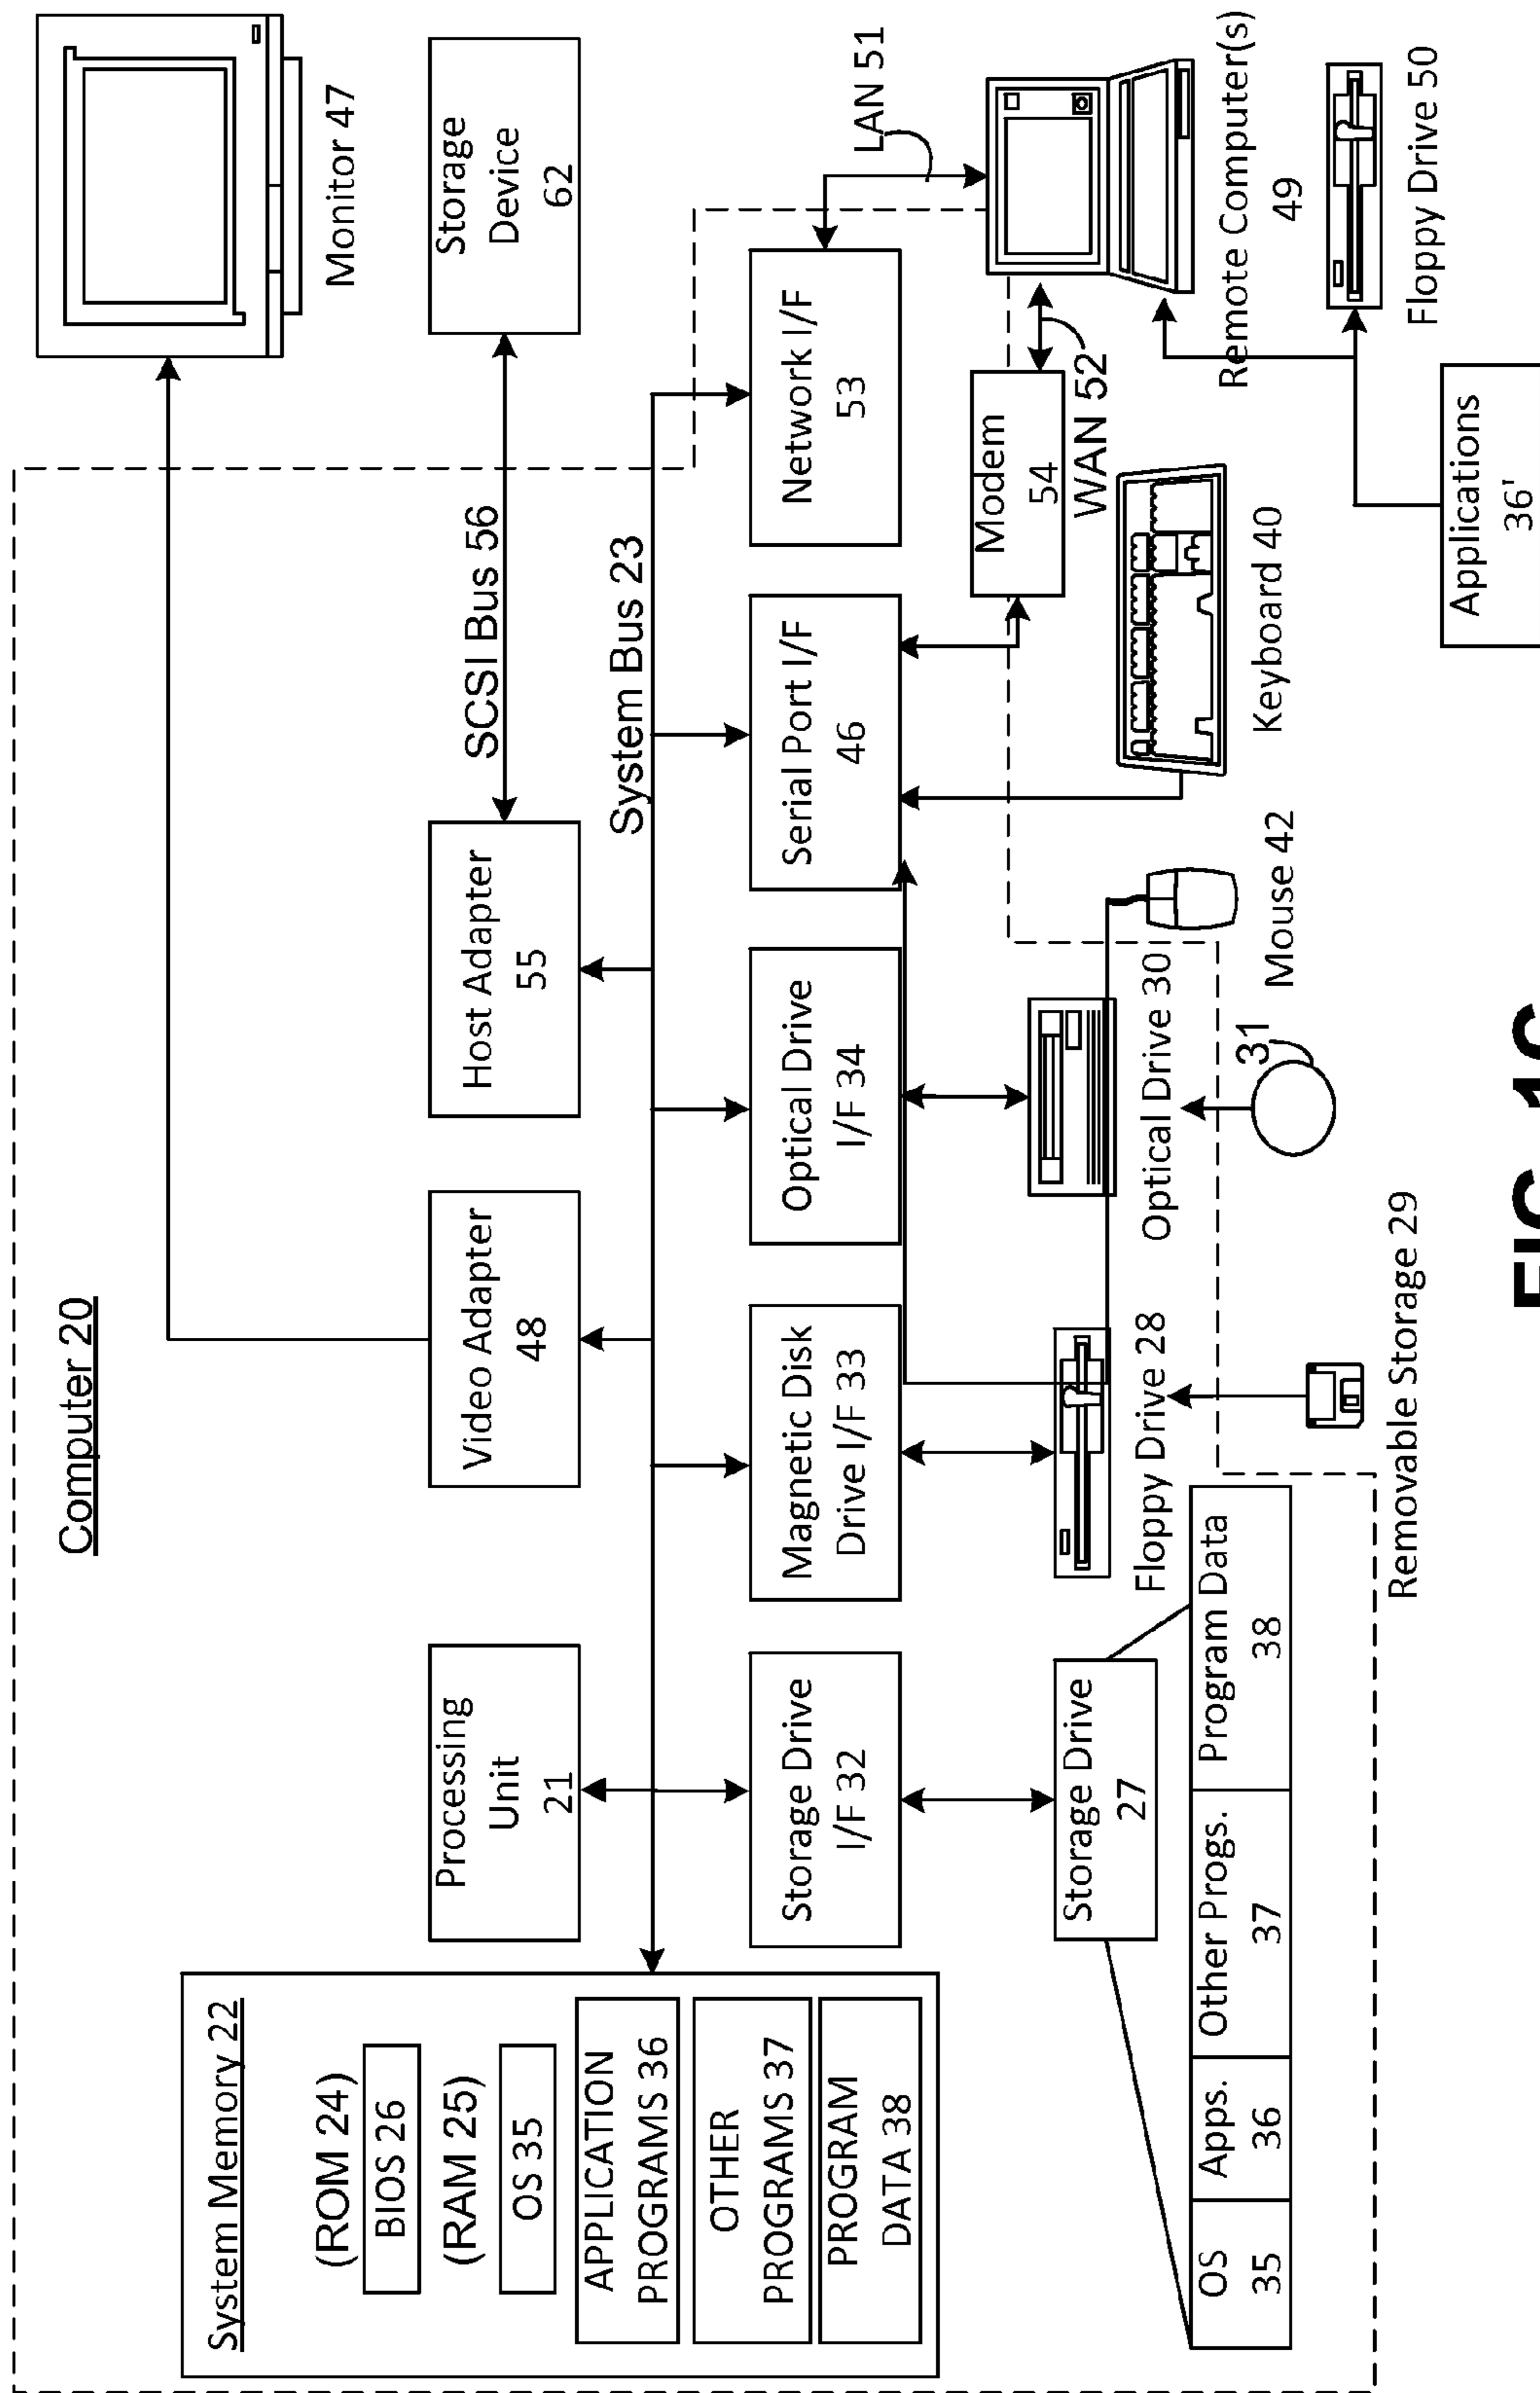 Computer 20
System Memory 22
(ROM 24)
BIOS 26
(RAM 25)
OS 35
APPLICATION
PROGRAMS 36
OTHER
PROGRAMS 37
PROGRAM
DATA 38
Processing
Unit
21
Video Adapter
48
Host Adapter
55
SCSI Bus 56
Storage
Device
62
Monitor 47
System Bus 23
Storage Drive
I/F 32
Magnetic Disk
Drive I/F 33
Optical Drive
I/F 34
Serial Port I/F
46
Network I/F
53
LAN 51
Storage Drive
27
Floppy Drive 28
Optical Drive 30
Modem
54
WAN 52
OS
35
Apps.
36
Other Progs.
37
Program Data
38
Removable Storage 29
31
Mouse 42
Keyboard 40
Remote Computer(s)
49
Floppy Drive 50
Applications
36'